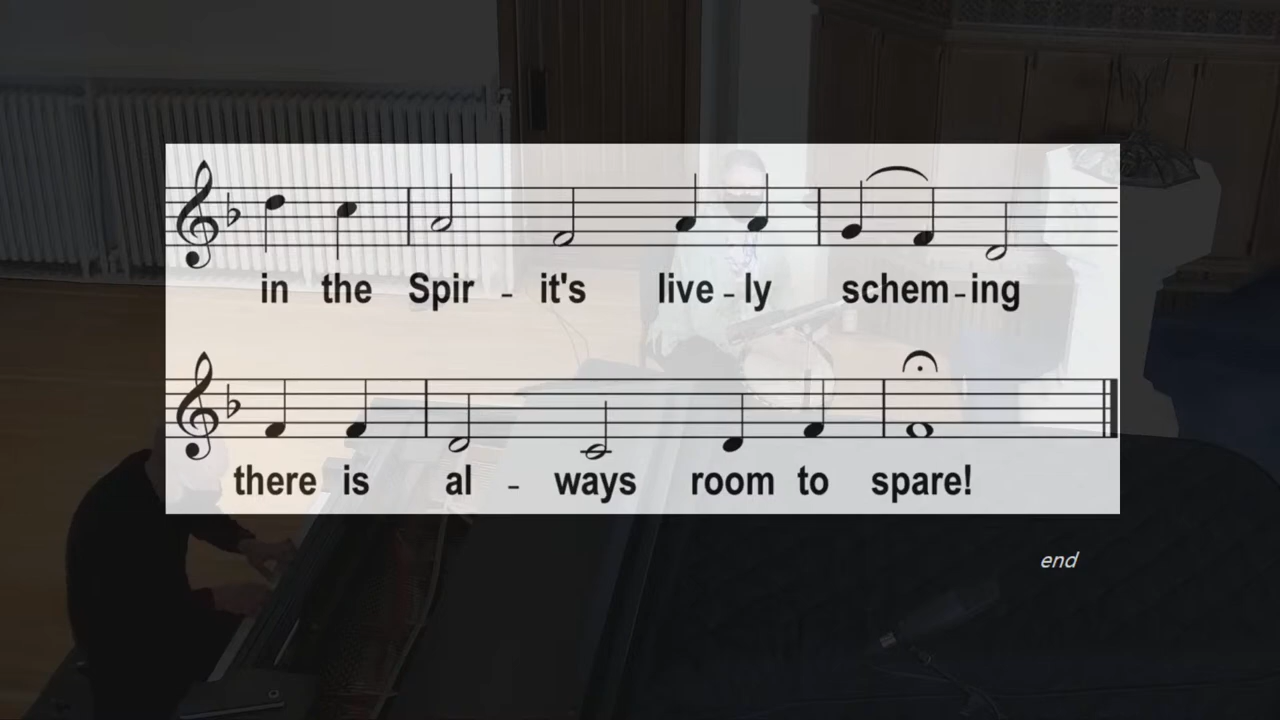 in the Spir - it's live - ly schem - ing
there is al - ways room to spare!
end